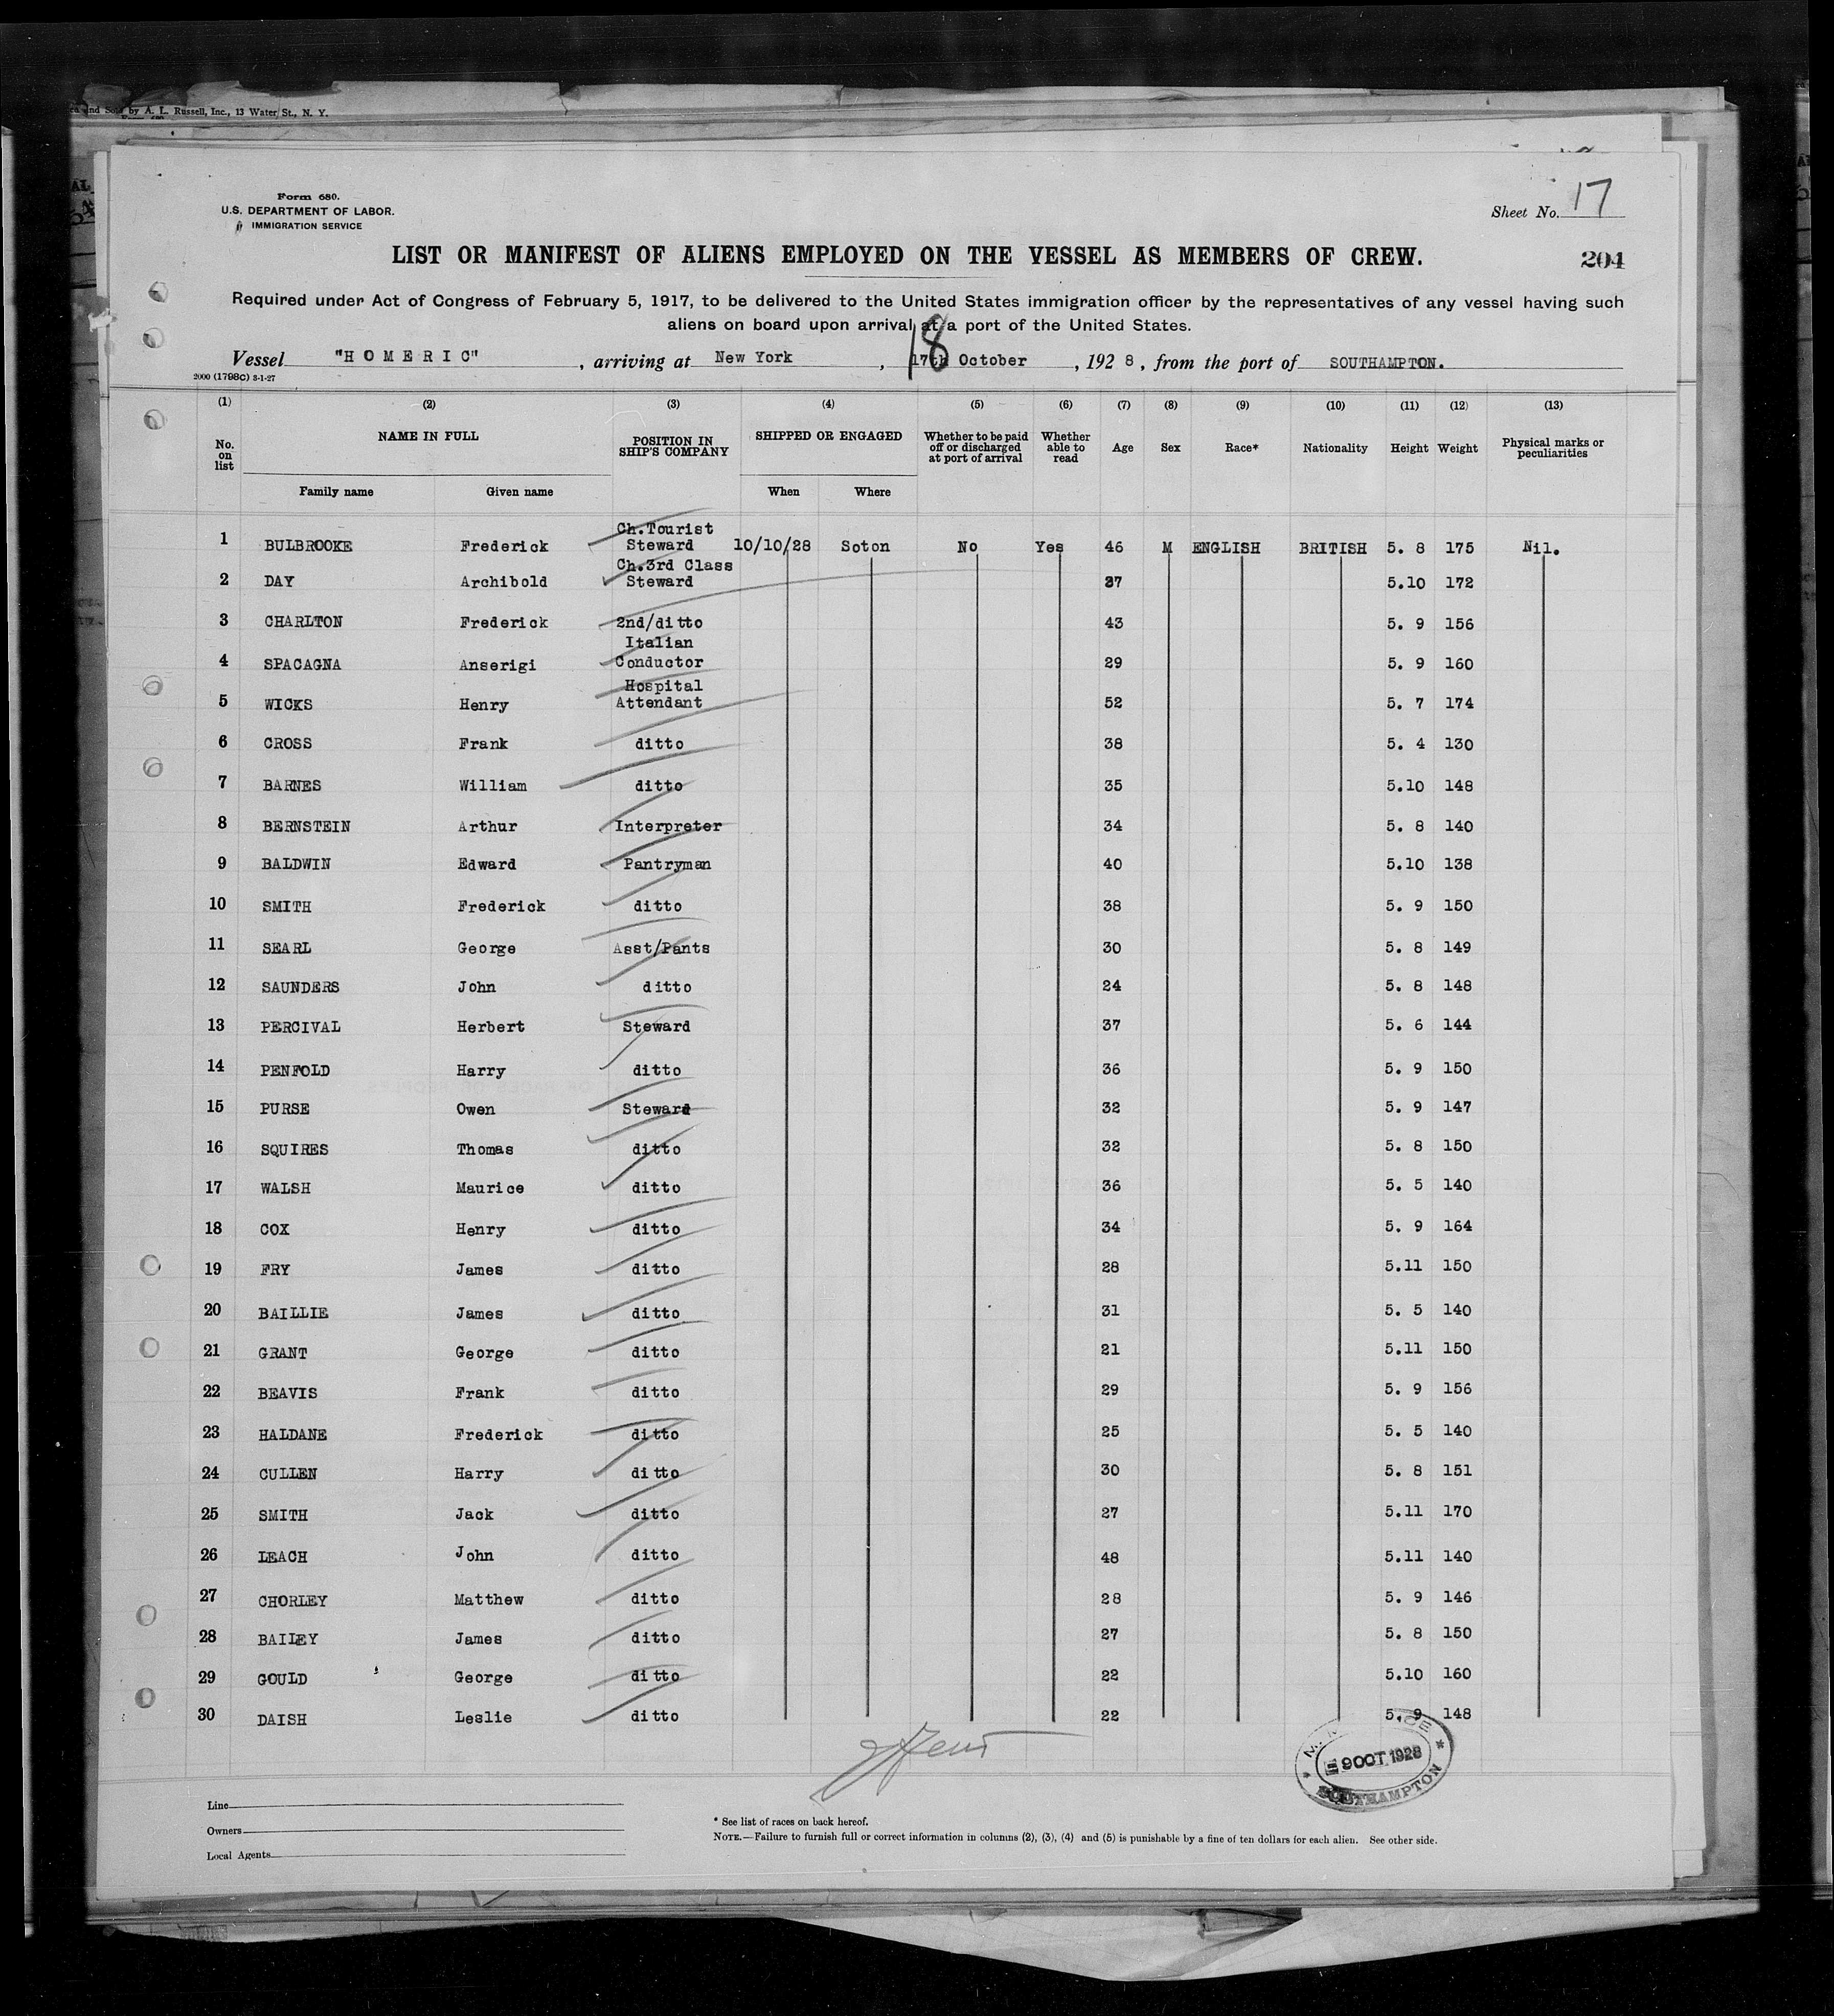 and Sold by A. L. Russell, Inc., 13 Water St., N. Y.
Form 680.
U.S. DEPARTMENT OF LABOR.
IMMIGRATION SERVICE
Sheet No. 17
LIST OR MANIFEST OF ALIENS EMPLOYED ON THE VESSEL AS MEMBERS OF CREW.
204
Required under Act of Congress of February 5, 1917, to be delivered to the United States immigration officer by the representatives of any vessel having such
aliens on board upon arrival at a port of the United States.
18
Vessel "HOMERIC", arriving at New York, 17th October, 1928, from the port of SOUTHAMPTON.
2000 (1798c) 3-1-27
(1) (2) (3) (4) (5) (6) (7) (8) (9) (10) (11) (12) (13)
No. on list NAME IN FULL POSITION IN SHIP'S COMPANY SHIPPED OR ENGAGED Whether to be paid off or discharged at port of arrival Whether able to read Age Sex Race* Nationality Height Weight Physical marks or peculiarities
Family name Given name When Where
1 BULBROOKE Frederick Ch.Tourist Steward 10/10/28 Soton No Yes 46 M ENGLISH BRITISH 5. 8 175 Nil.
2 DAY Archibold Ch.3rd Class Steward 37 5.10 172
3 CHARLTON Frederick 2nd/ditto 43 5. 9 156
4 SPACAGNA Anserigi Italian Conductor 29 5. 9 160
5 WICKS Henry Hospital Attendant 52 5. 7 174
6 CROSS Frank ditto 38 5. 4 130
7 BARNES William ditto 35 5.10 148
8 BERNSTEIN Arthur Interpreter 34 5. 8 140
9 BALDWIN Edward Pantryman 40 5.10 138
10 SMITH Frederick ditto 38 5. 9 150
11 SEARL George Asst/Pants 30 5. 8 149
12 SAUNDERS John ditto 24 5. 8 148
13 PERCIVAL Herbert Steward 37 5. 6 144
14 PENFOLD Harry ditto 36 5. 9 150
15 PURSE Owen Steward 32 5. 9 147
16 SQUIRES Thomas ditto 32 5. 8 150
17 WALSH Maurice ditto 36 5. 5 140
18 COX Henry ditto 34 5. 9 164
19 FRY James ditto 28 5.11 150
20 BAILLIE James ditto 31 5. 5 140
21 GRANT George ditto 21 5.11 150
22 BEAVIS Frank ditto 29 5. 9 156
23 HALDANE Frederick ditto 25 5. 5 140
24 CULLEN Harry ditto 30 5. 8 151
25 SMITH Jack ditto 27 5.11 170
26 LEACH John ditto 48 5.11 140
27 CHORLEY Matthew ditto 28 5. 9 146
28 BAILEY James ditto 27 5. 8 150
29 GOULD George ditto 22 5.10 160
30 DAISH Leslie ditto 22 5. 9 148
9 OCT 1928
SOUTHAMPTON
Line
Owners
Local Agents
* See list of races on back hereof.
NOTE.—Failure to furnish full or correct information in columns (2), (3), (4) and (5) is punishable by a fine of ten dollars for each alien. See other side.